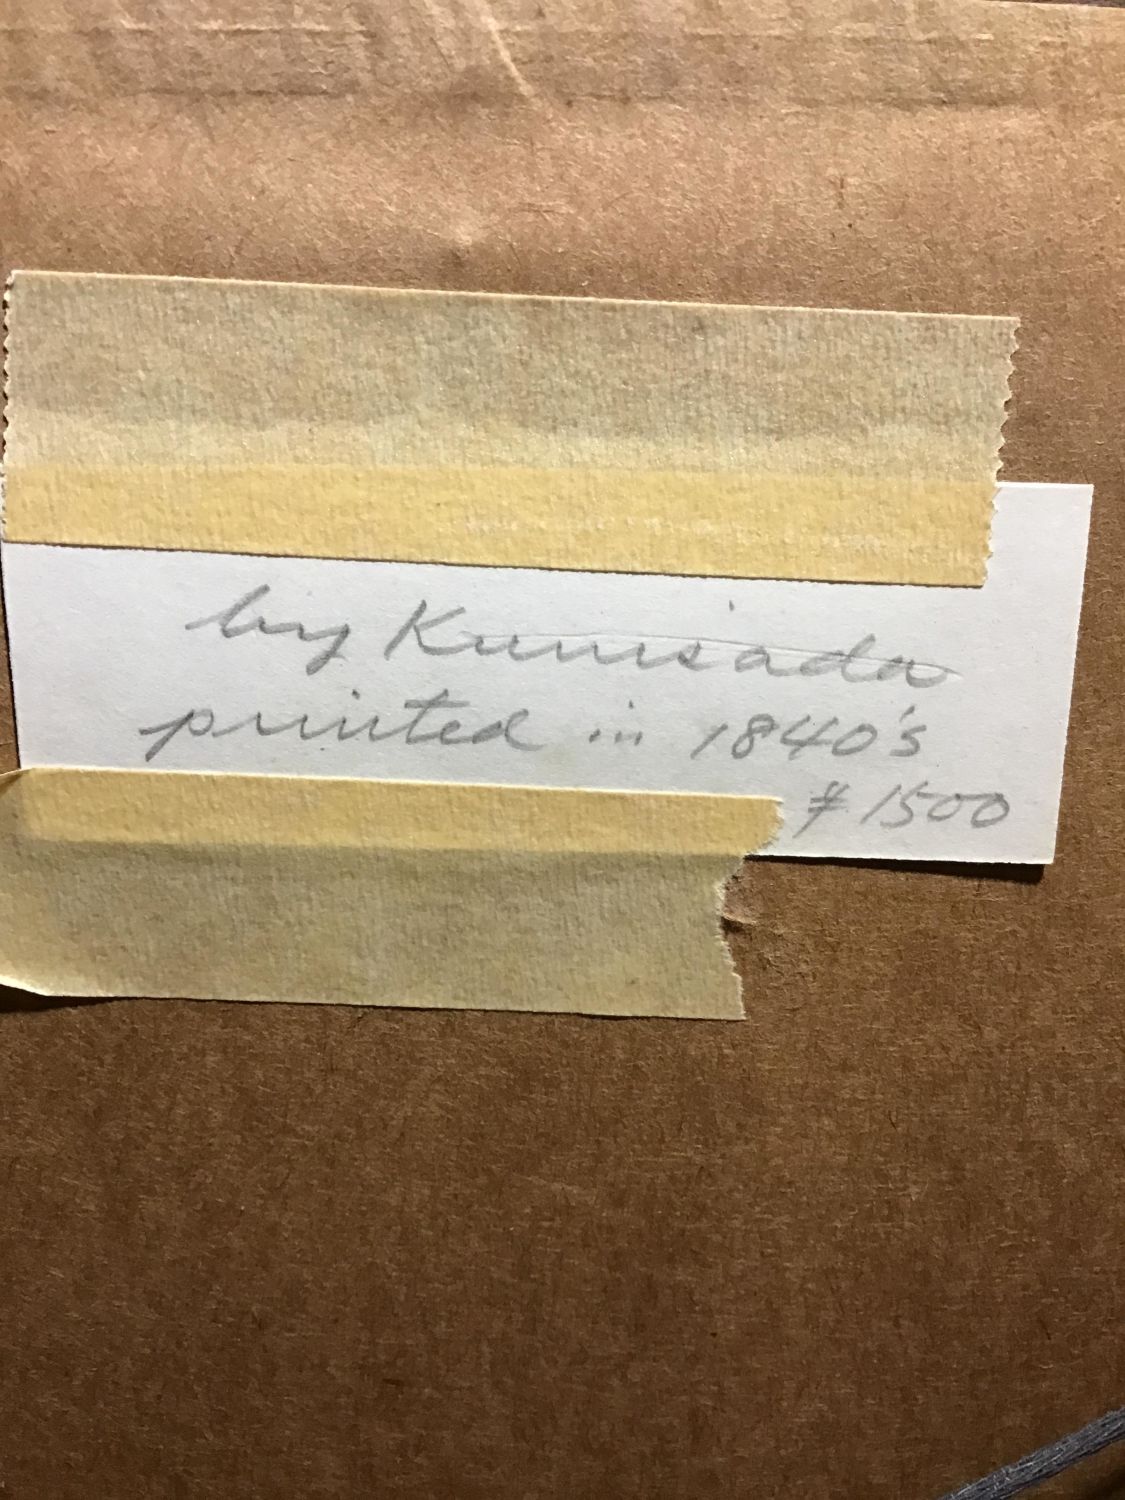 by Kunisada
printed in 1840's
¥1500